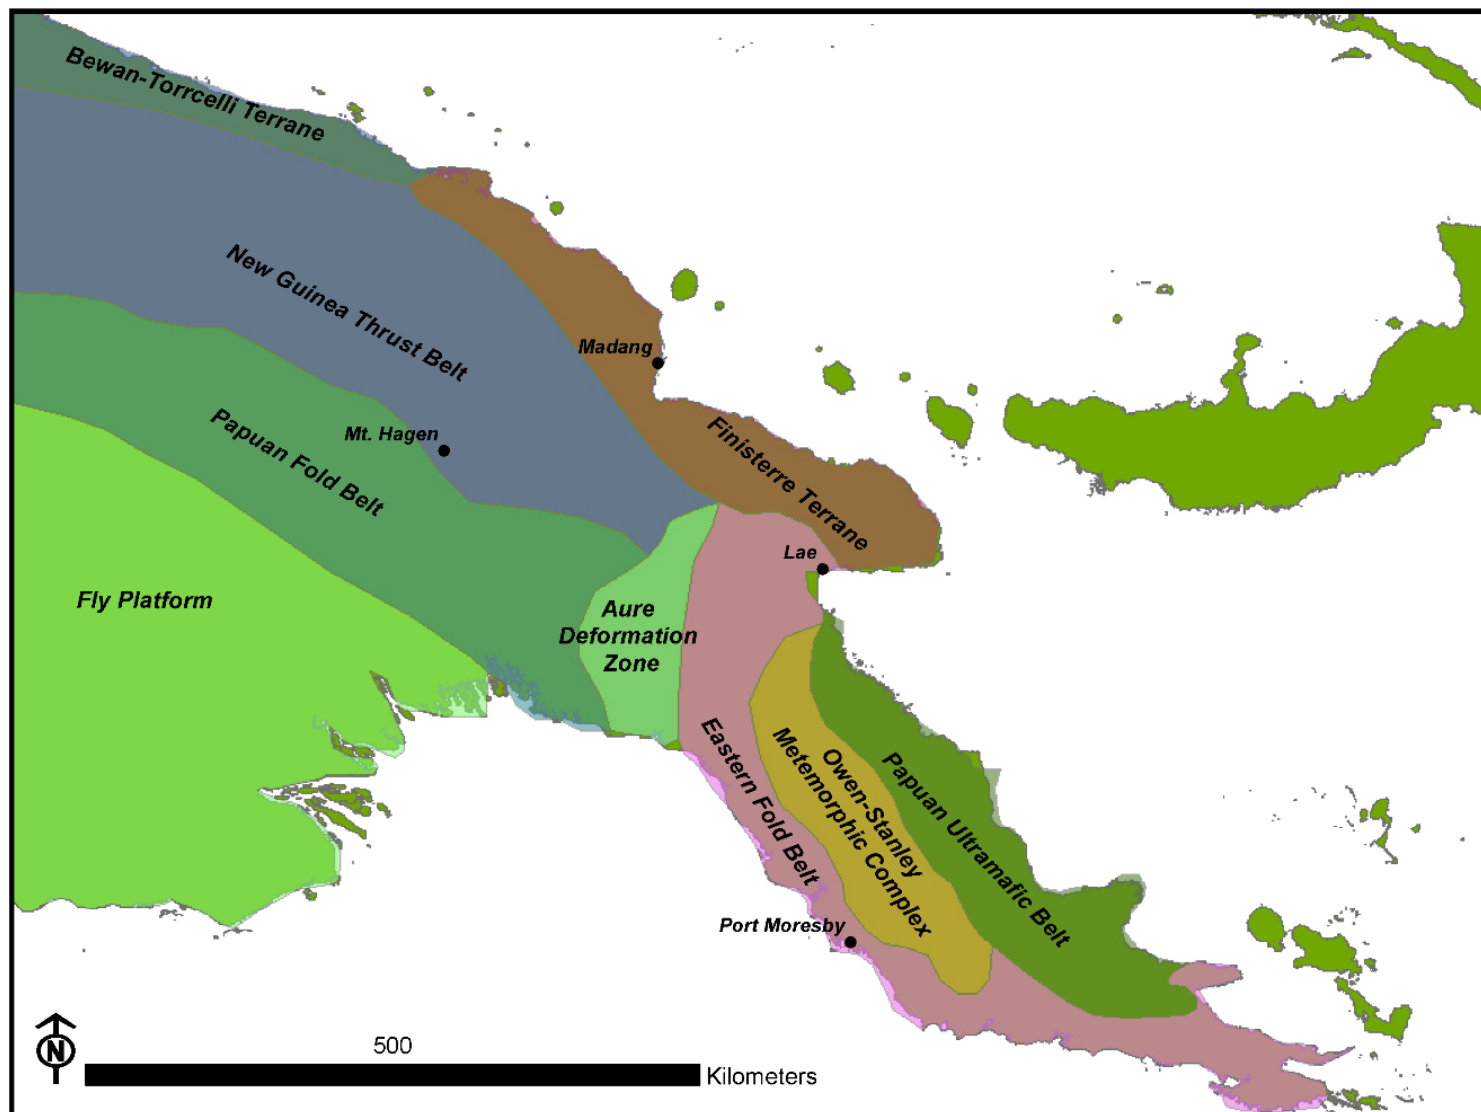 Bewan-Torrcelli Terrane
New Guinea Thrust Belt
Madang
Mt. Hagen
Papuan Fold Belt
Finisterre Terrane
Lae
Fly Platform
Aure
Deformation
Zone
Eastern Fold Belt
Owen-Stanley
Metemorphic Complex
Papuan Ultramafic Belt
Port Moresby
N
500
Kilometers